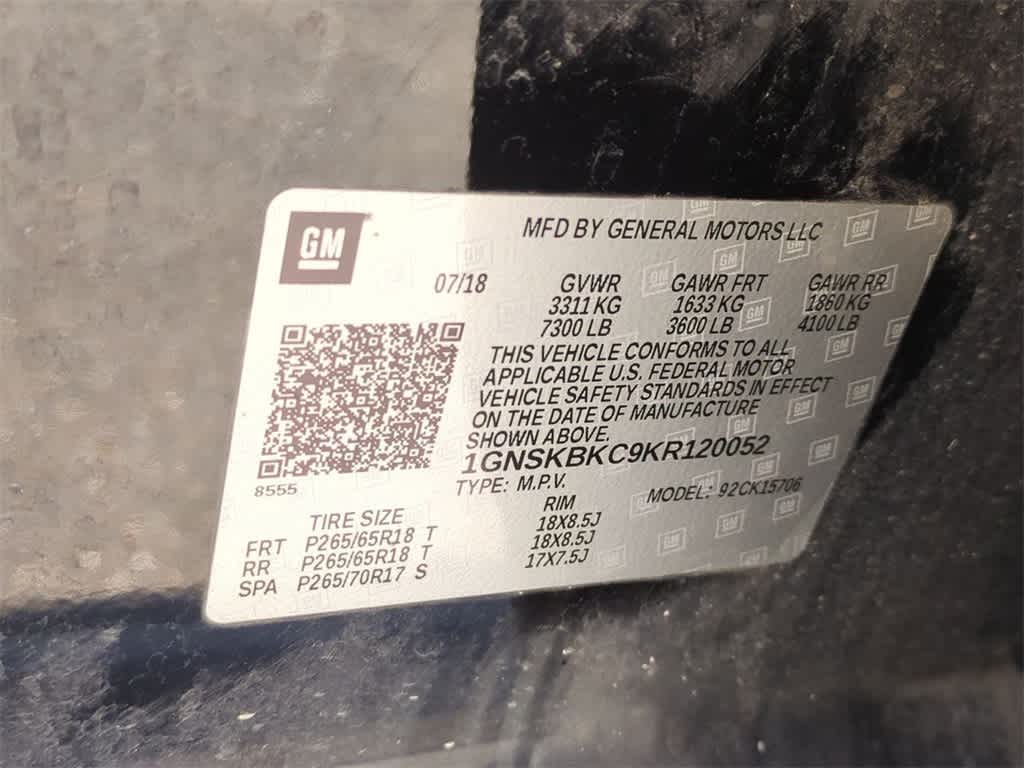 GM
MFD BY GENERAL MOTORS LLC
07/18 GVWR GAWR FRT GAWR RR
3311 KG 1633 KG 1860 KG
7300 LB 3600 LB 4100 LB
THIS VEHICLE CONFORMS TO ALL
APPLICABLE U.S. FEDERAL MOTOR
VEHICLE SAFETY STANDARDS IN EFFECT
ON THE DATE OF MANUFACTURE
SHOWN ABOVE.
1GNSKBKC9KR120052
8555
TYPE: M.P.V. MODEL: 92CK15706
TIRE SIZE RIM
FRT P265/65R18 T 18X8.5J
RR P265/65R18 T 18X8.5J
SPA P265/70R17 S 17X7.5J